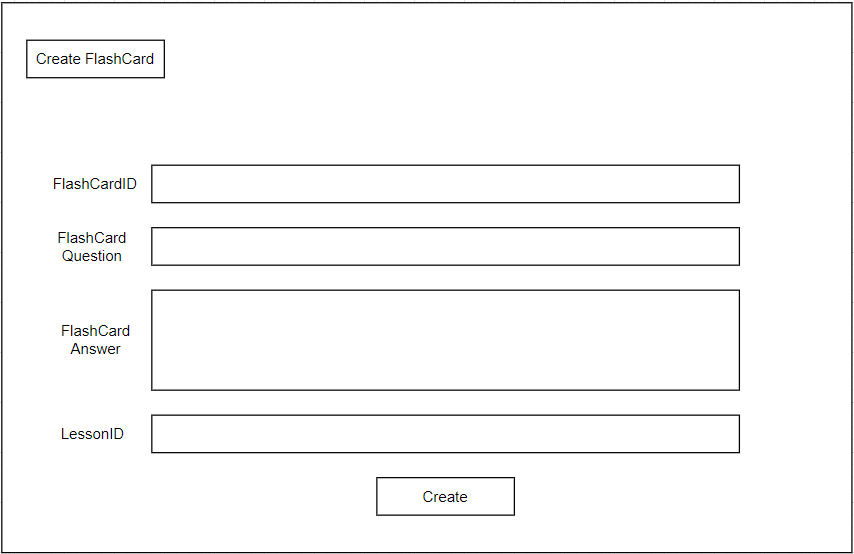 Create FlashCard
FlashCardID
FlashCard
Question
FlashCard
Answer
LessonID
Create